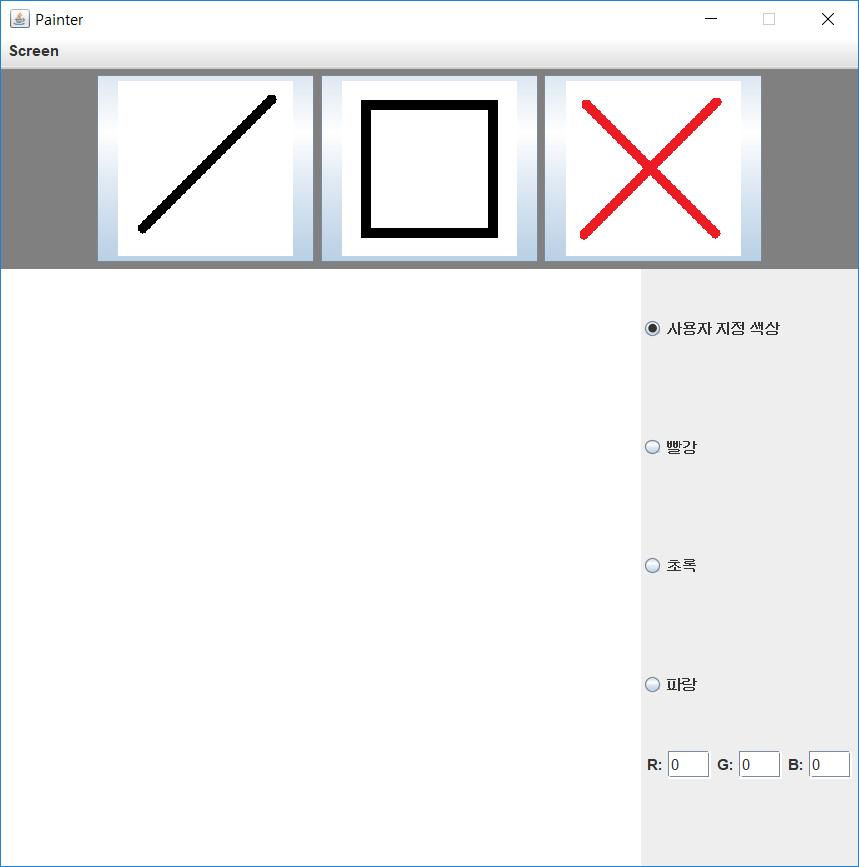 Painter
Screen
사용자 지정 색상
빨강
초록
파랑
R: 0 G: 0 B: 0